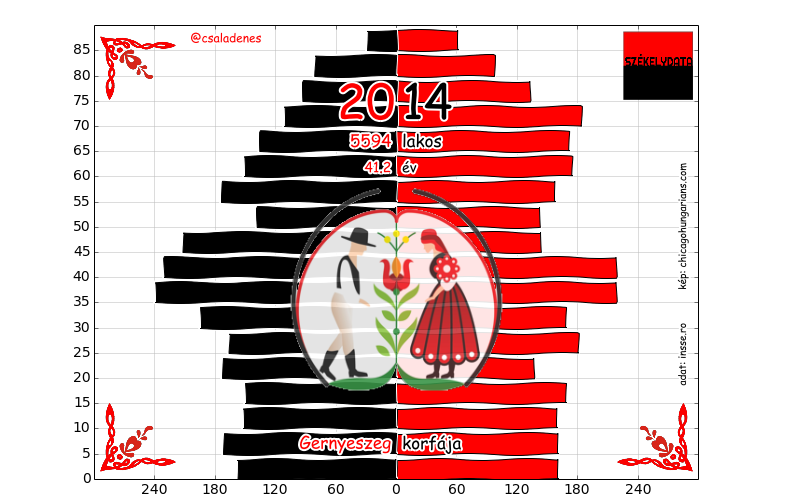 @csaladenes
SZÉKELYDATA
2014
5594 lakos
41,2 év
kép: chicagohungarians.com
adat: insse.ro
Gernyeszeg korfája
85
80
75
70
65
60
55
50
45
40
35
30
25
20
15
10
5
0
240 180 120 60 0 60 120 180 240